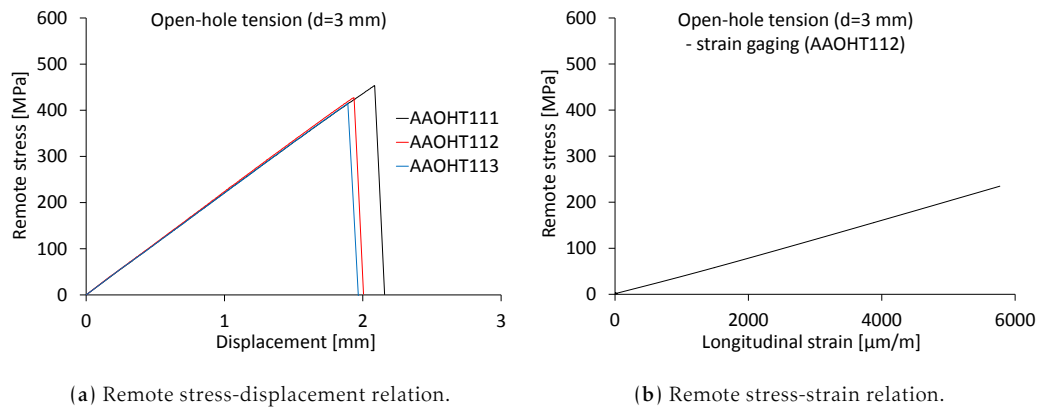 Open-hole tension (d=3 mm)
Remote stress [MPa]
600
500
400
300
200
100
0
AAOHT111
AAOHT112
AAOHT113
0 1 2 3
Displacement [mm]
(a) Remote stress-displacement relation.
Open-hole tension (d=3 mm)
- strain gaging (AAOHT112)
Remote stress [MPa]
600
500
400
300
200
100
0
0 2000 4000 6000
Longitudinal strain [µm/m]
(b) Remote stress-strain relation.